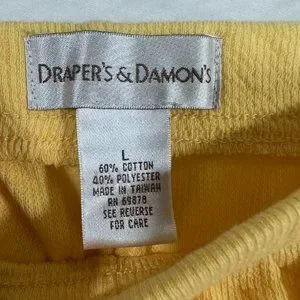 DRAPER'S & DAMON'S
L
60% COTTON
40% POLYESTER
MADE IN TAIWAN
RN 69878
SEE REVERSE
FOR CARE